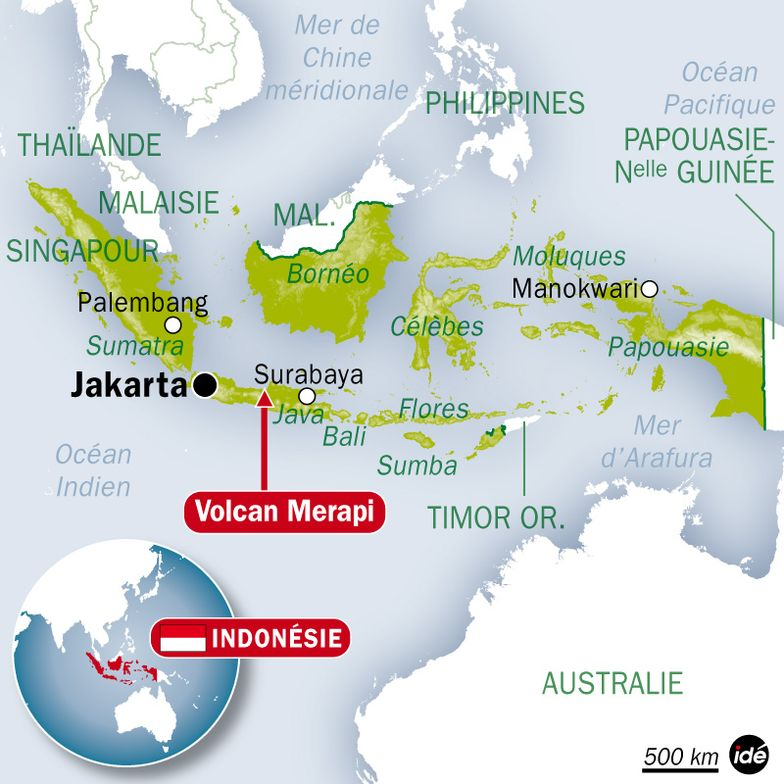 Mer de
Chine
méridionale
Océan
Pacifique
PHILIPPINES
PAPOUASIE-
Nelle GUINÉE
THAÏLANDE
MALAISIE
MAL.
SINGAPOUR
Moluques
Bornéo
Manokwari
Palembang
Célèbes
Sumatra
Papouasie
Surabaya
Jakarta
Java
Flores
Bali
Mer
d'Arafura
Sumba
Océan
Indien
Volcan Merapi
TIMOR OR.
INDONÉSIE
AUSTRALIE
500 km
idé